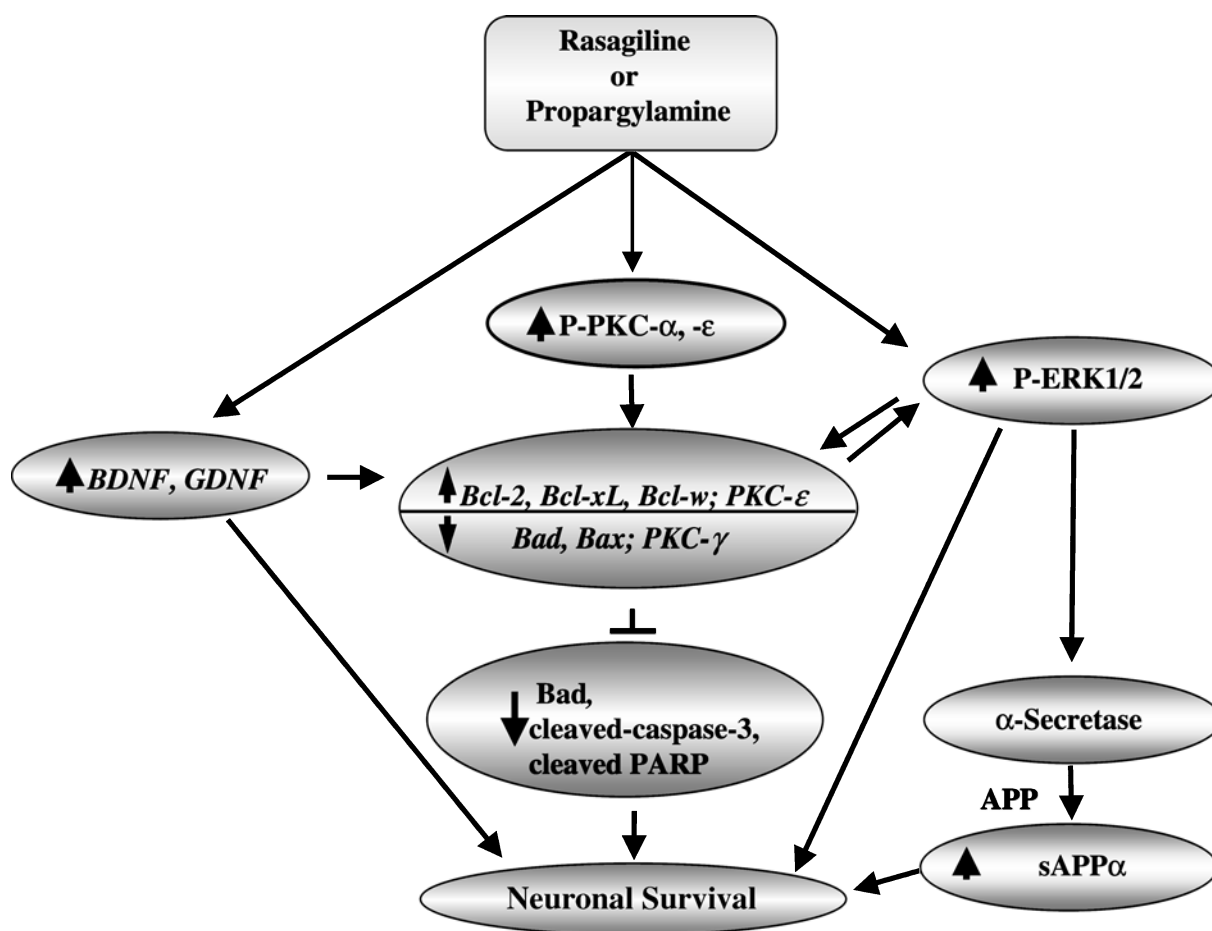 Rasagiline
or
Propargylamine
P-PKC-α, -ε
P-ERK1/2
BDNF, GDNF
Bcl-2, Bcl-xL, Bcl-w; PKC-ε
Bad, Bax; PKC-γ
Bad,
cleaved-caspase-3,
cleaved PARP
α-Secretase
APP
sAPPα
Neuronal Survival